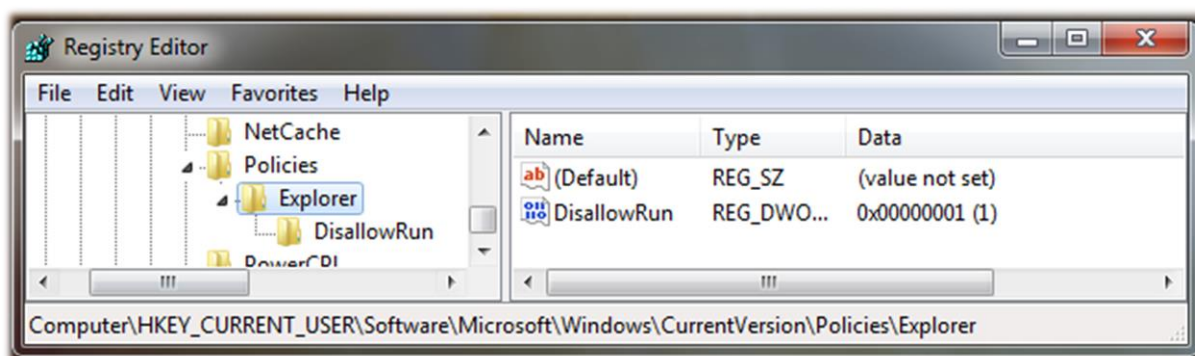 Registry Editor
File Edit View Favorites Help
NetCache
Policies
Explorer
DisallowRun
PowerCPL
Name Type Data
(Default) REG_SZ (value not set)
DisallowRun REG_DWO... 0x00000001 (1)
Computer\HKEY_CURRENT_USER\Software\Microsoft\Windows\CurrentVersion\Policies\Explorer